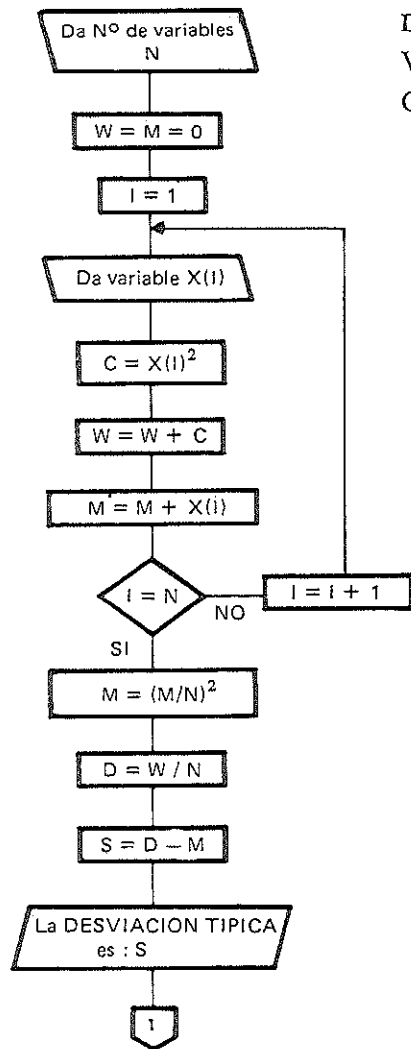 Da Nº de variables
N
W = M = 0
I = 1
Da variable X(I)
C = X(I)²
W = W + C
M = M + X(I)
I = N
NO
I = I + 1
SI
M = (M/N)²
D = W / N
S = D – M
La DESVIACION TIPICA
es : S
1